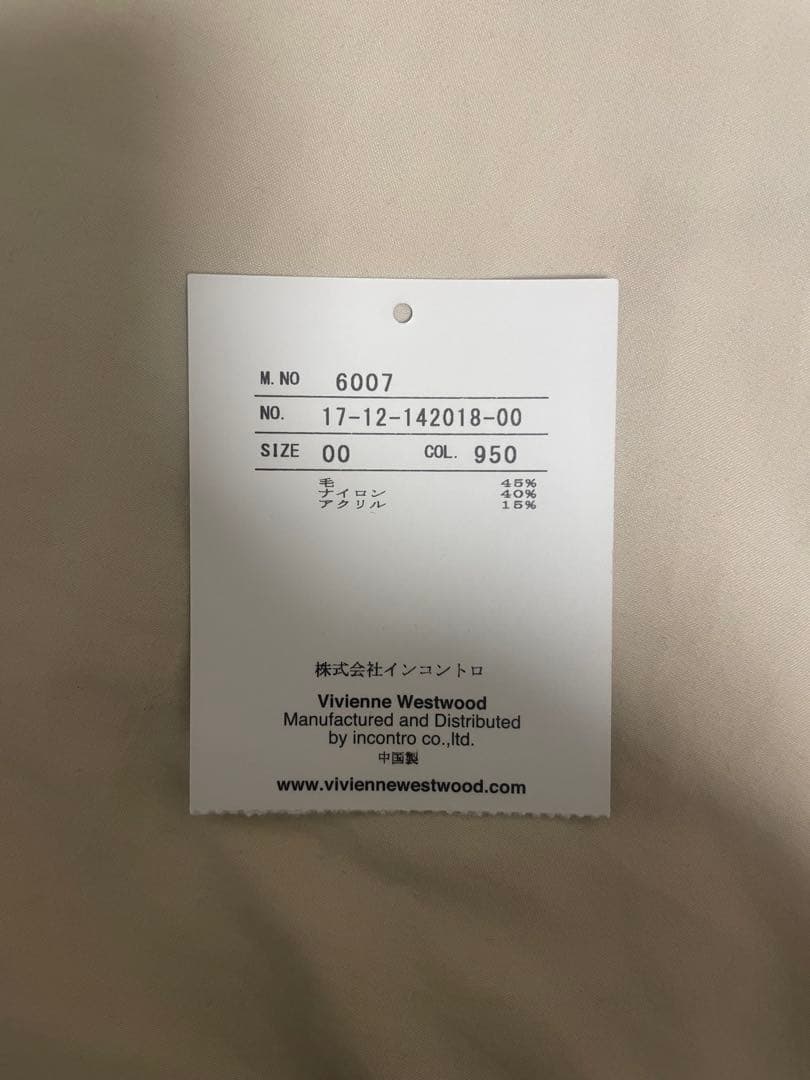 M.NO 6007
NO. 17-12-142018-00
SIZE 00 COL. 950
毛 45%
ナイロン 40%
アクリル 15%
株式会社インコントロ
Vivienne Westwood
Manufactured and Distributed
by incontro co.,ltd.
中国製
www.viviennewestwood.com